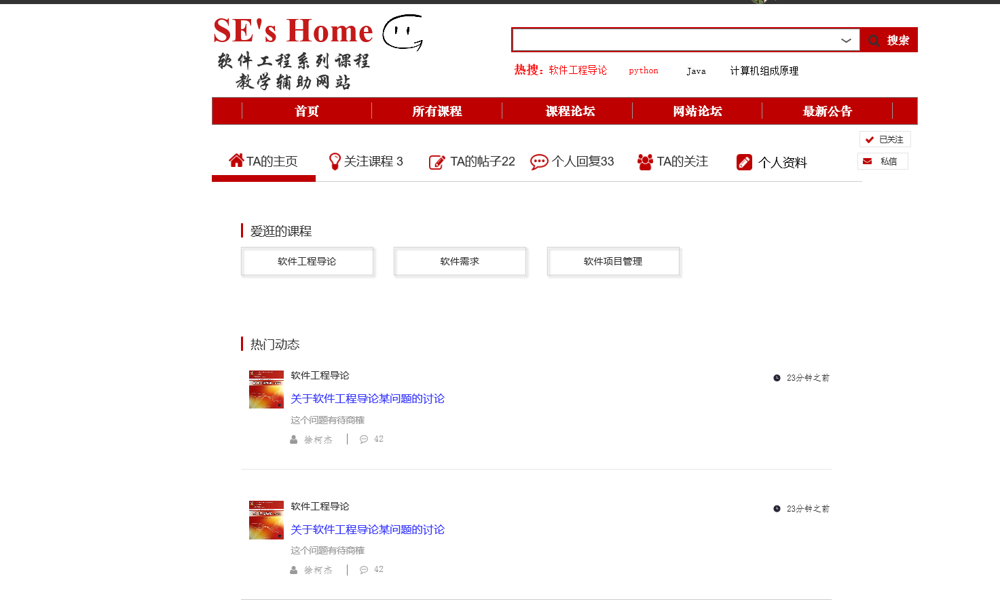 SE's Home
软件工程系列课程
教学辅助网站
搜索
热搜：软件工程导论 python Java 计算机组成原理
首页 所有课程 课程论坛 网站论坛 最新公告
已关注
私信
TA的主页 关注课程 3 TA的帖子22 个人回复33 TA的关注 个人资料
爱逛的课程
软件工程导论 软件需求 软件项目管理
热门动态
软件工程导论 23分钟之前
关于软件工程导论某问题的讨论
这个问题有待商榷
徐柯杰 42
软件工程导论 23分钟之前
关于软件工程导论某问题的讨论
这个问题有待商榷
徐柯杰 42